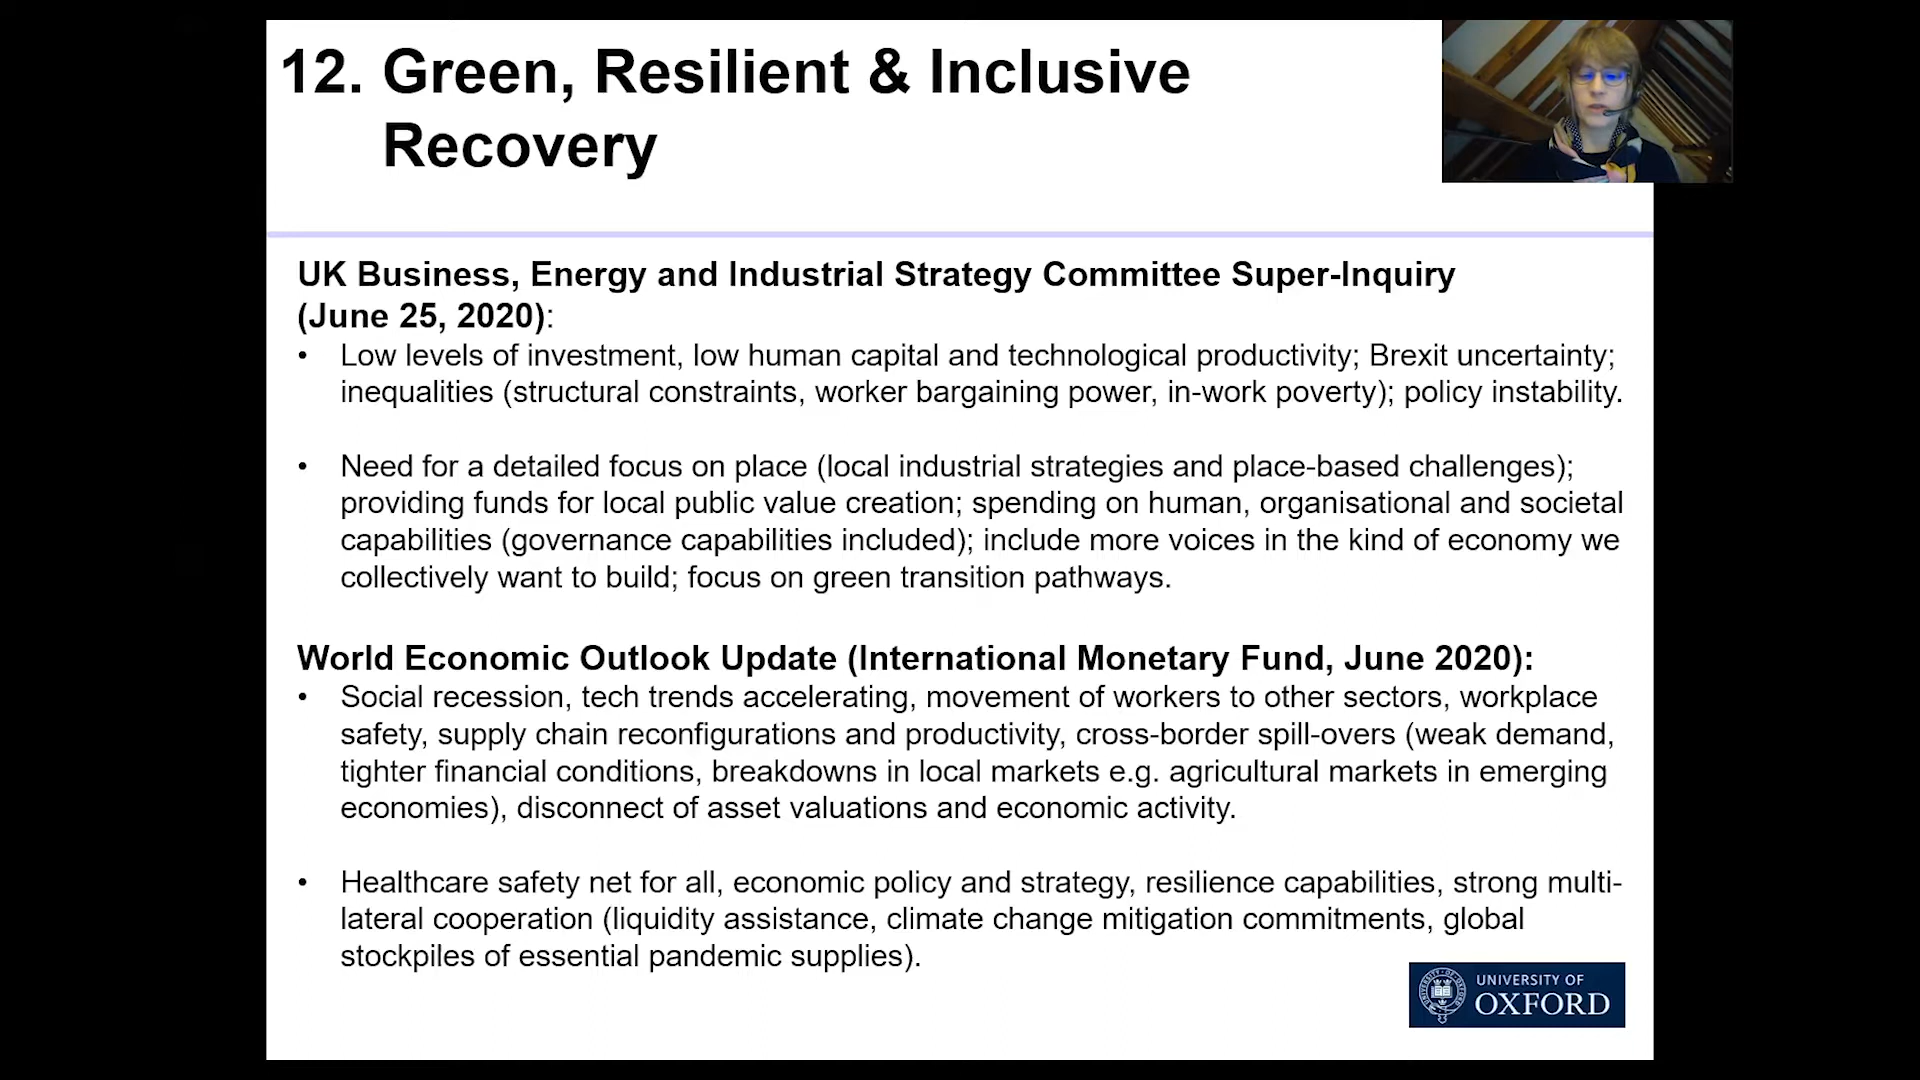 12. Green, Resilient & Inclusive
Recovery
UK Business, Energy and Industrial Strategy Committee Super-Inquiry
(June 25, 2020):
• Low levels of investment, low human capital and technological productivity; Brexit uncertainty;
inequalities (structural constraints, worker bargaining power, in-work poverty); policy instability.
• Need for a detailed focus on place (local industrial strategies and place-based challenges);
providing funds for local public value creation; spending on human, organisational and societal
capabilities (governance capabilities included); include more voices in the kind of economy we
collectively want to build; focus on green transition pathways.
World Economic Outlook Update (International Monetary Fund, June 2020):
• Social recession, tech trends accelerating, movement of workers to other sectors, workplace
safety, supply chain reconfigurations and productivity, cross-border spill-overs (weak demand,
tighter financial conditions, breakdowns in local markets e.g. agricultural markets in emerging
economies), disconnect of asset valuations and economic activity.
• Healthcare safety net for all, economic policy and strategy, resilience capabilities, strong multi-
lateral cooperation (liquidity assistance, climate change mitigation commitments, global
stockpiles of essential pandemic supplies).
UNIVERSITY OF
OXFORD